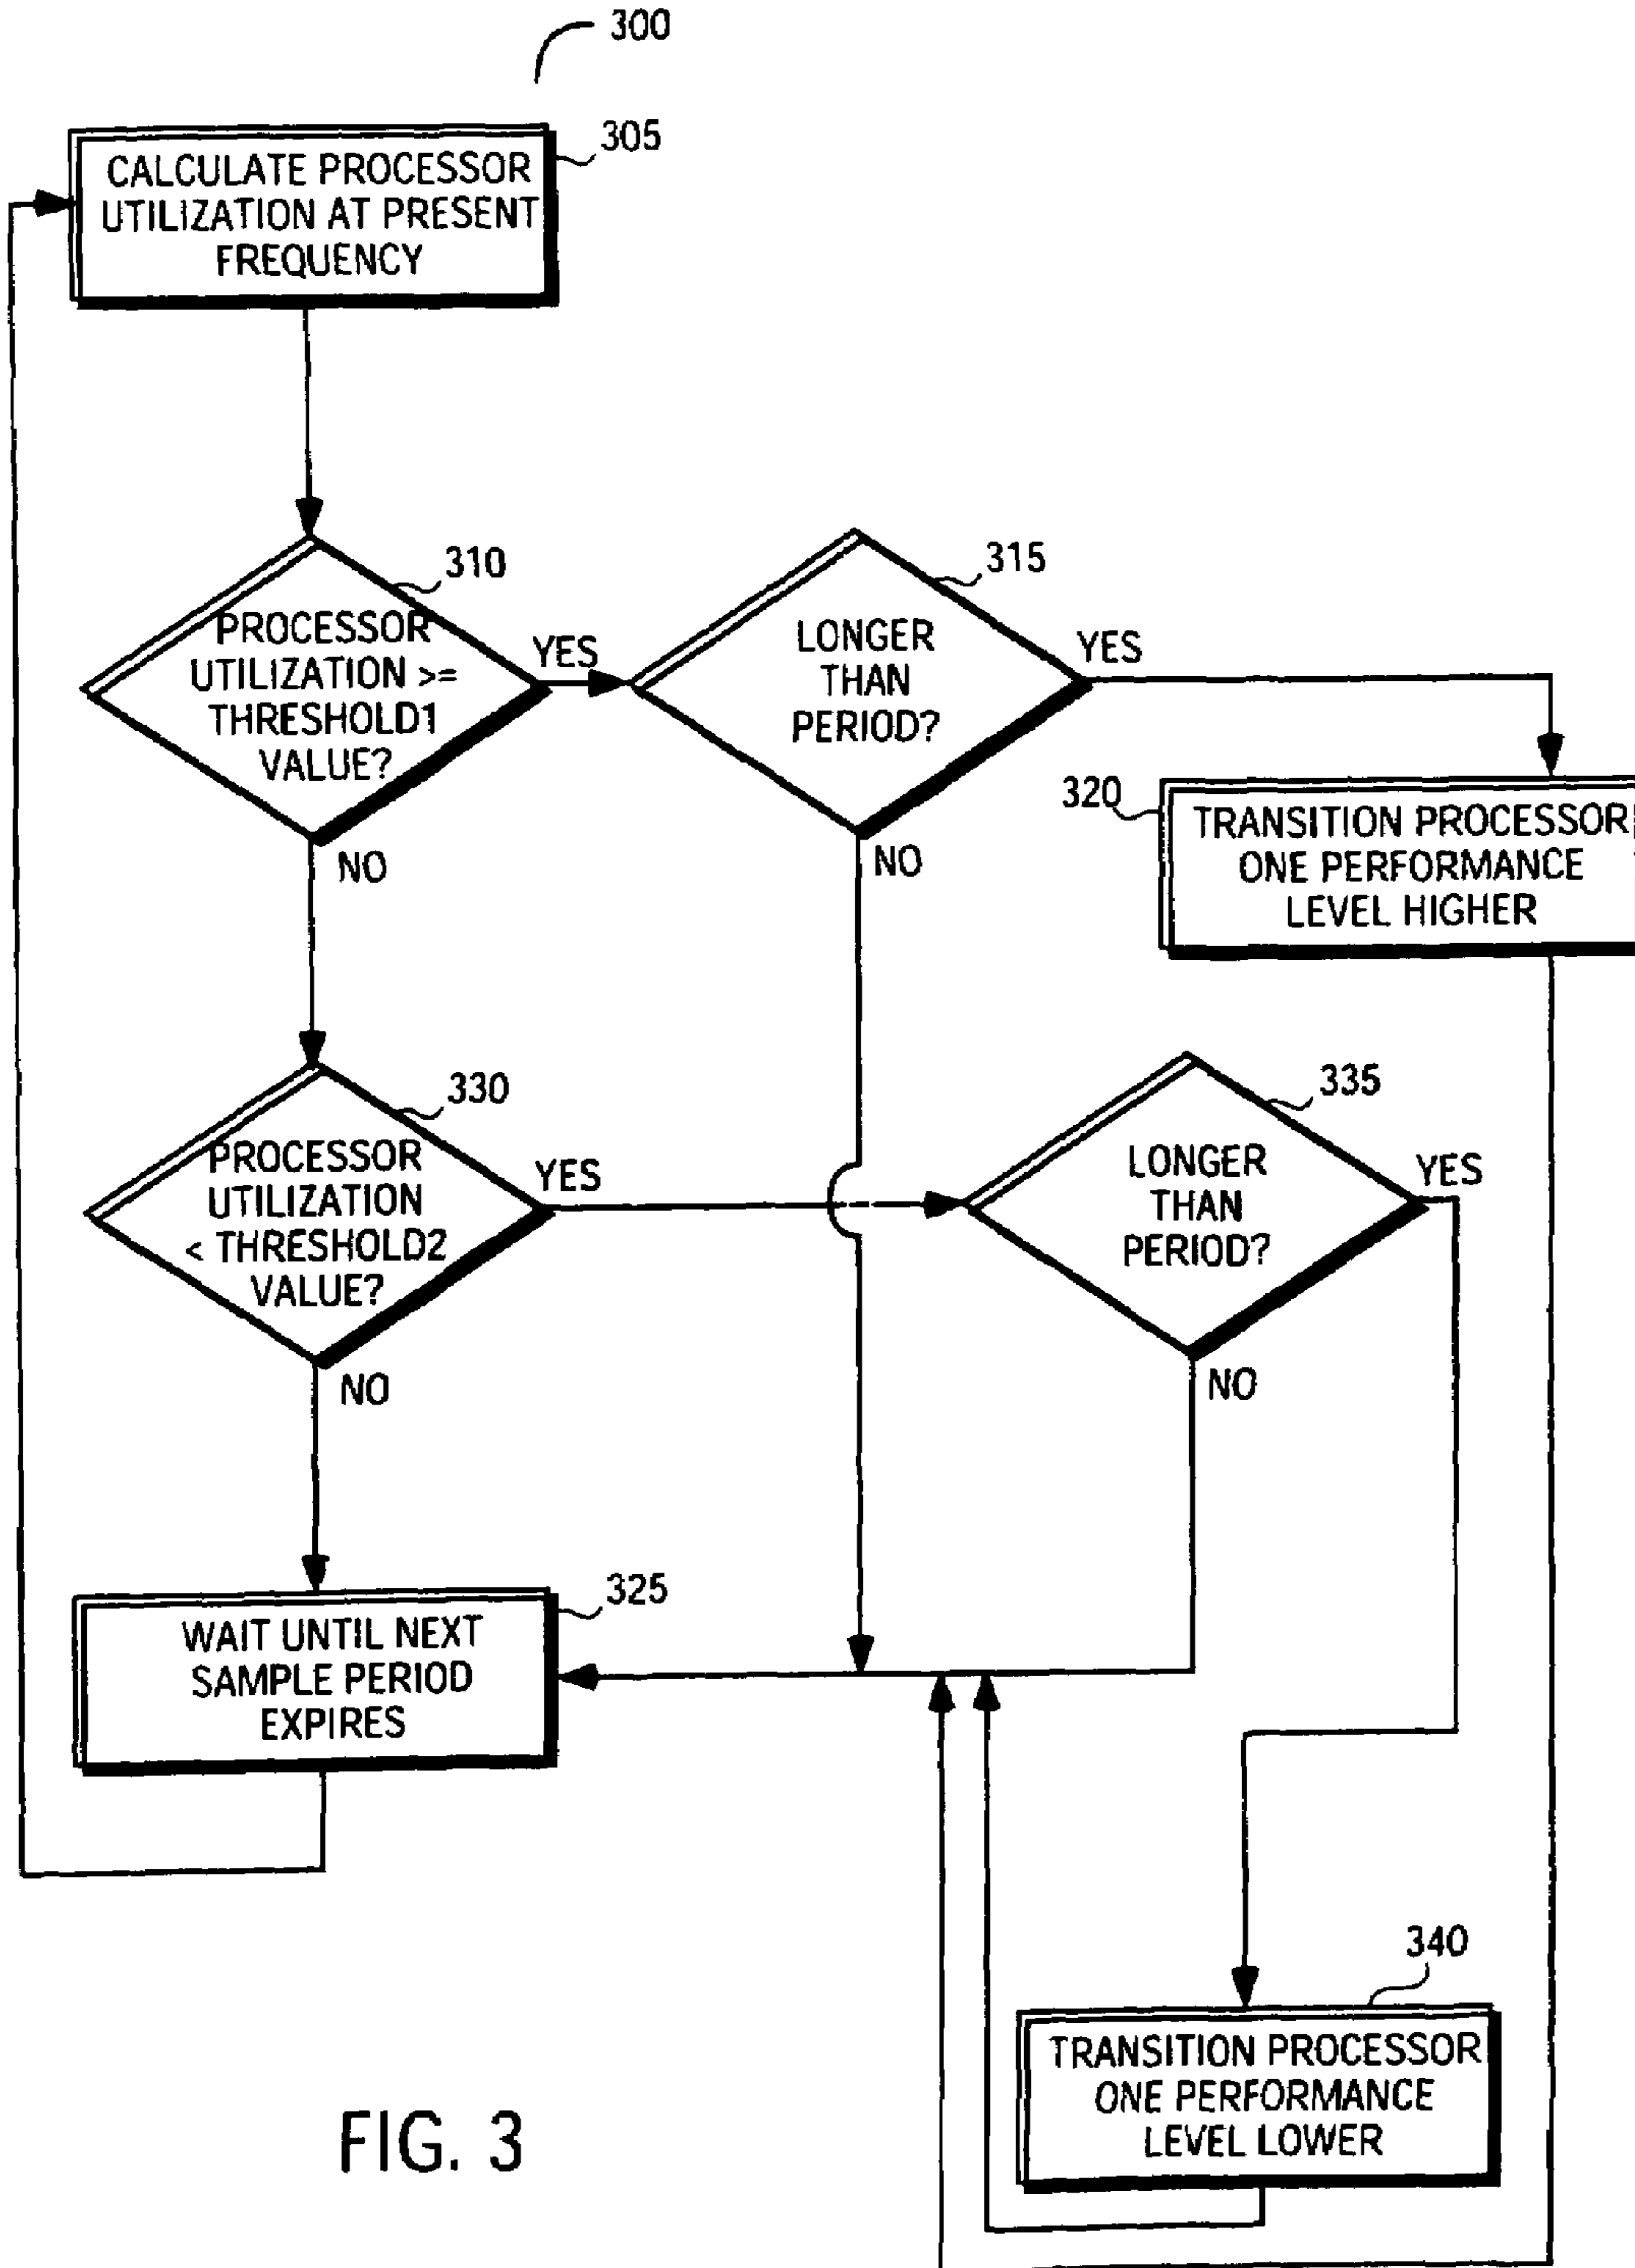 300
305
CALCULATE PROCESSOR
UTILIZATION AT PRESENT
FREQUENCY
310
PROCESSOR
UTILIZATION >=
THRESHOLD1
VALUE?
YES
NO
315
LONGER
THAN
PERIOD?
YES
NO
320
TRANSITION PROCESSOR
ONE PERFORMANCE
LEVEL HIGHER
330
PROCESSOR
UTILIZATION
< THRESHOLD2
VALUE?
YES
NO
335
LONGER
THAN
PERIOD?
YES
NO
325
WAIT UNTIL NEXT
SAMPLE PERIOD
EXPIRES
340
TRANSITION PROCESSOR
ONE PERFORMANCE
LEVEL LOWER
FIG. 3